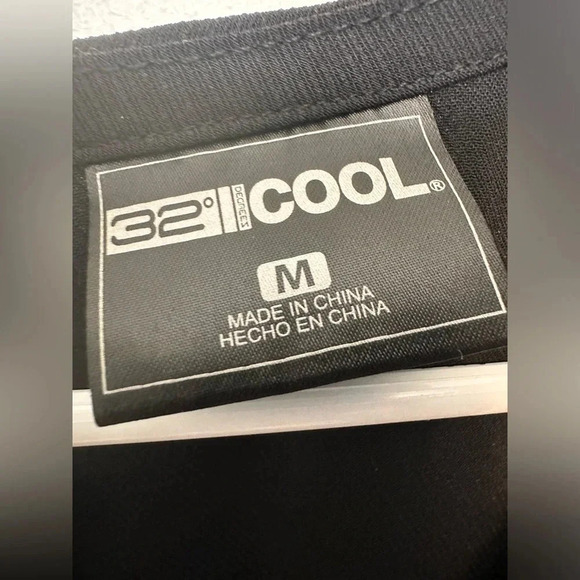 32° DEGREES COOL®
M
MADE IN CHINA
HECHO EN CHINA